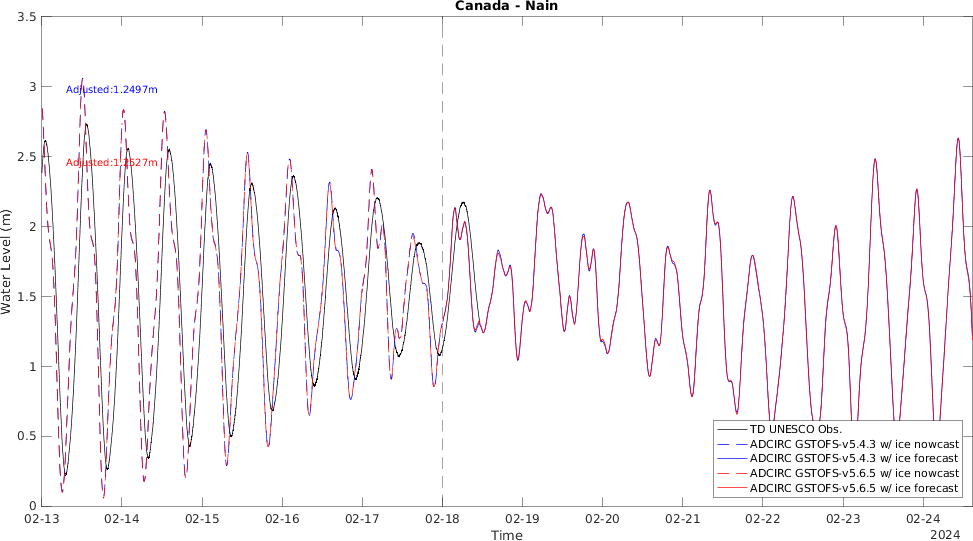 Canada - Nain
3.5
3
2.5
2
1.5
1
0.5
0
Water Level (m)
Adjusted:1.2497m
Adjusted:1.2527m
TD UNESCO Obs.
ADCIRC GSTOFS-v5.4.3 w/ ice nowcast
ADCIRC GSTOFS-v5.4.3 w/ ice forecast
ADCIRC GSTOFS-v5.6.5 w/ ice nowcast
ADCIRC GSTOFS-v5.6.5 w/ ice forecast
02-13 02-14 02-15 02-16 02-17 02-18 02-19 02-20 02-21 02-22 02-23 02-24
Time
2024